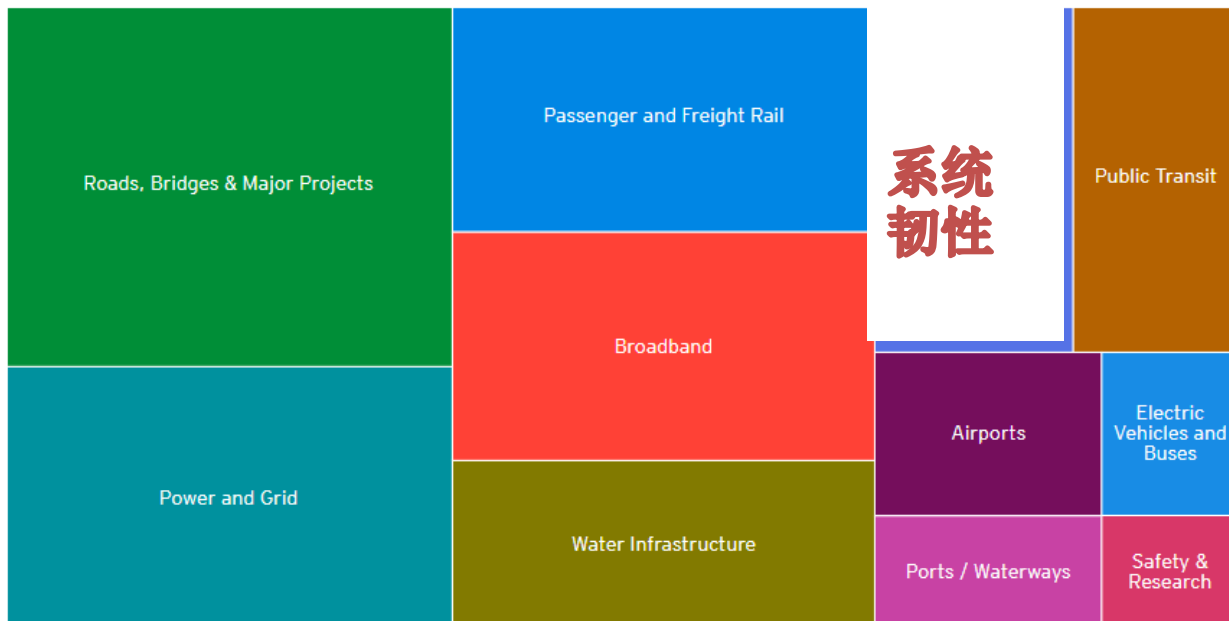 Roads, Bridges & Major Projects
Power and Grid
Passenger and Freight Rail
Broadband
Water Infrastructure
系统
韧性
Public Transit
Airports
Electric
Vehicles and
Buses
Ports / Waterways
Safety &
Research